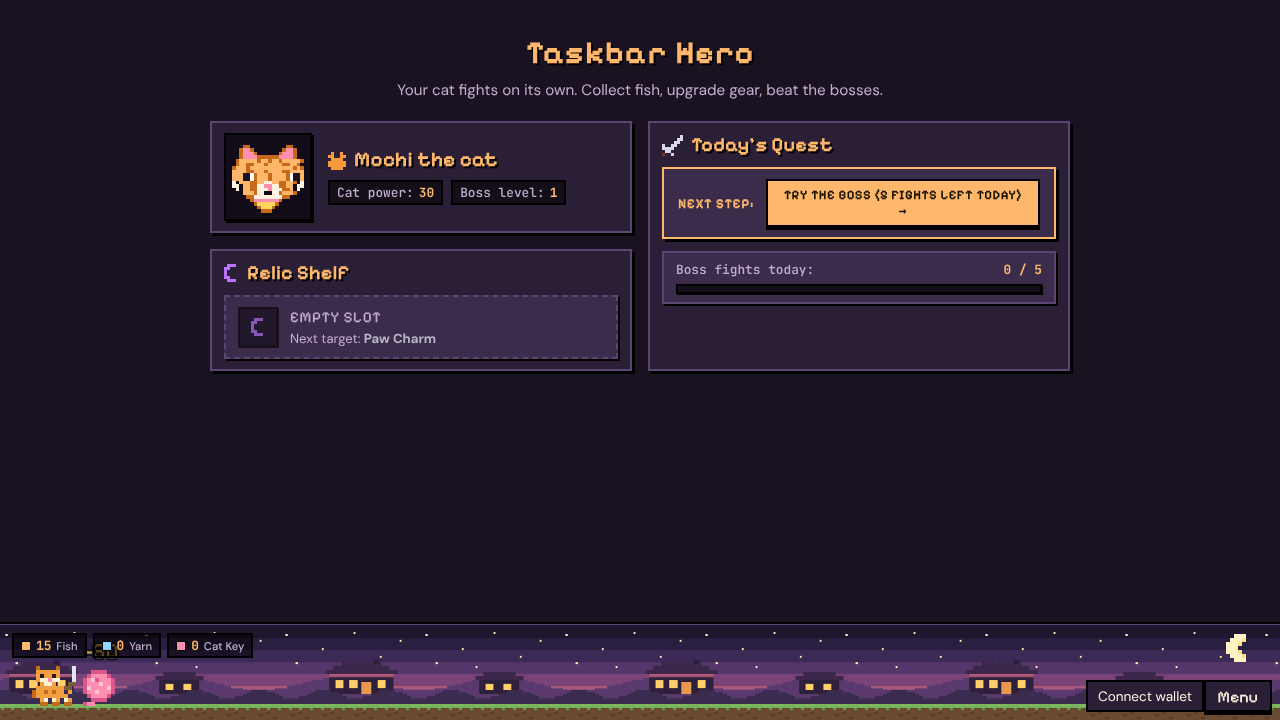 Taskbar Hero
Your cat fights on its own. Collect fish, upgrade gear, beat the bosses.
Mochi the cat
Cat power: 30
Boss level: 1
Relic Shelf
EMPTY SLOT
Next target: Paw Charm
Today's Quest
NEXT STEP:
TRY THE BOSS (5 FIGHTS LEFT TODAY)
→
Boss fights today:
0 / 5
15 Fish
0 Yarn
0 Cat Key
Connect wallet
Menu